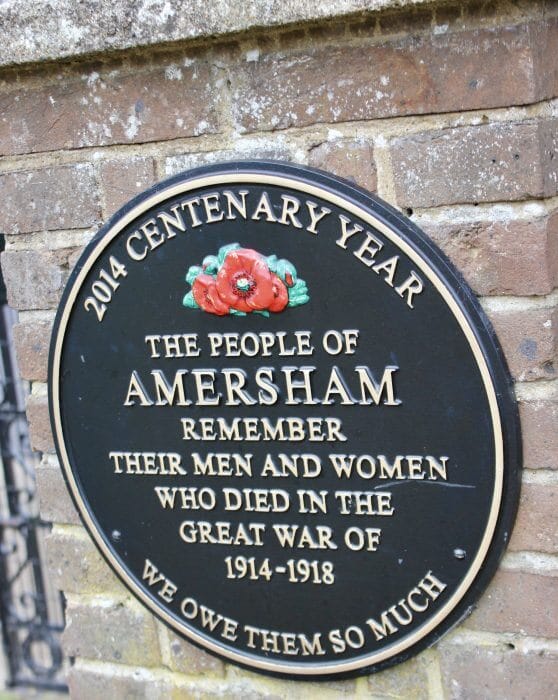 2014 CENTENARY YEAR
THE PEOPLE OF
AMERSHAM
REMEMBER
THEIR MEN AND WOMEN
WHO DIED IN THE
GREAT WAR OF
1914-1918
WE OWE THEM SO MUCH